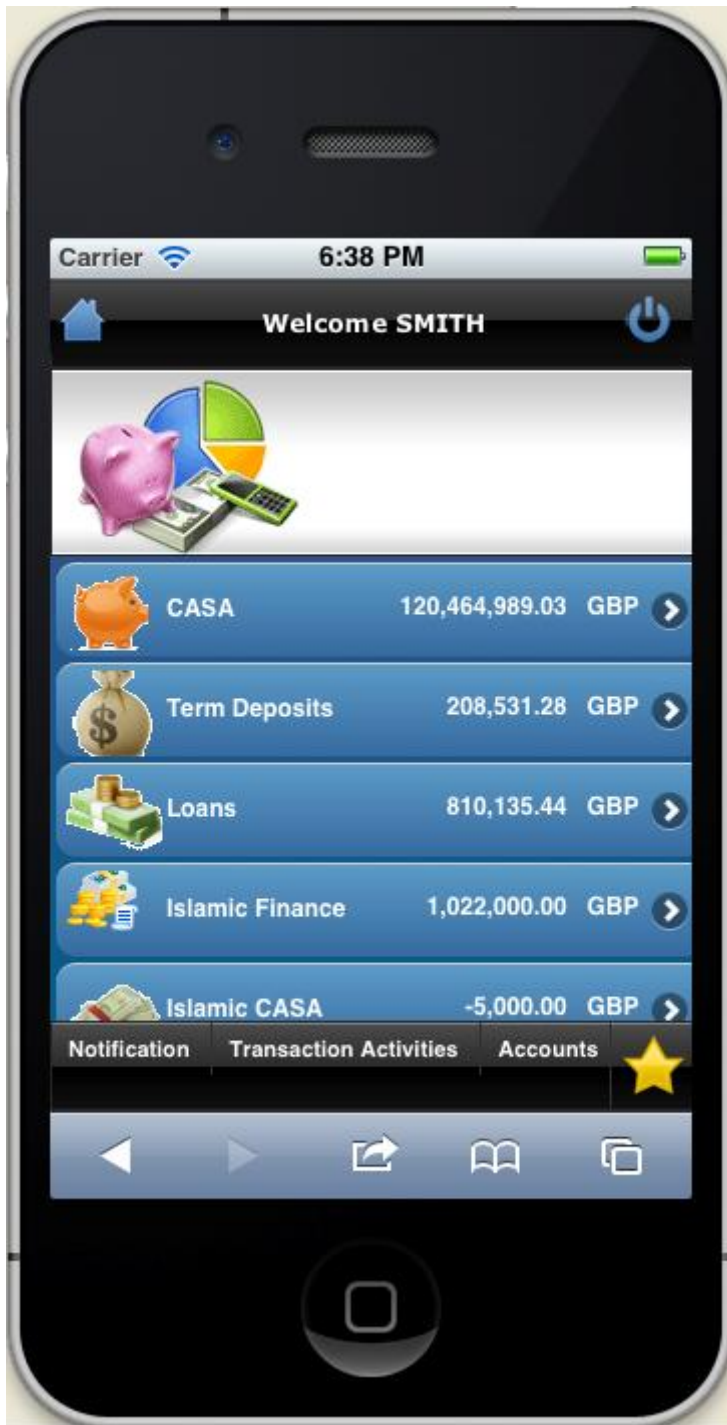 Carrier 6:38 PM
Welcome SMITH
CASA 120,464,989.03 GBP
Term Deposits 208,531.28 GBP
Loans 810,135.44 GBP
Islamic Finance 1,022,000.00 GBP
Islamic CASA -5,000.00 GBP
Notification Transaction Activities Accounts